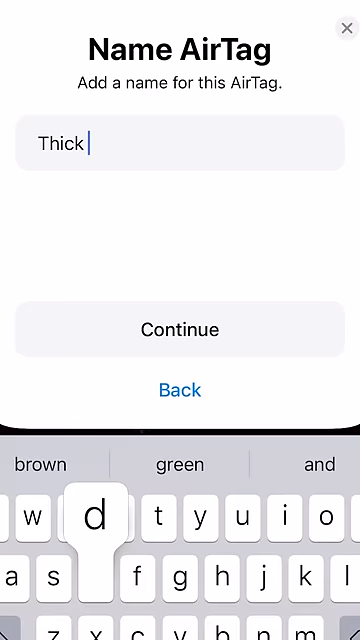 Name AirTag
Add a name for this AirTag.
Thick
Continue
Back
brown green and
w d t y u i o
a s f g h j k l
z x c v b n m